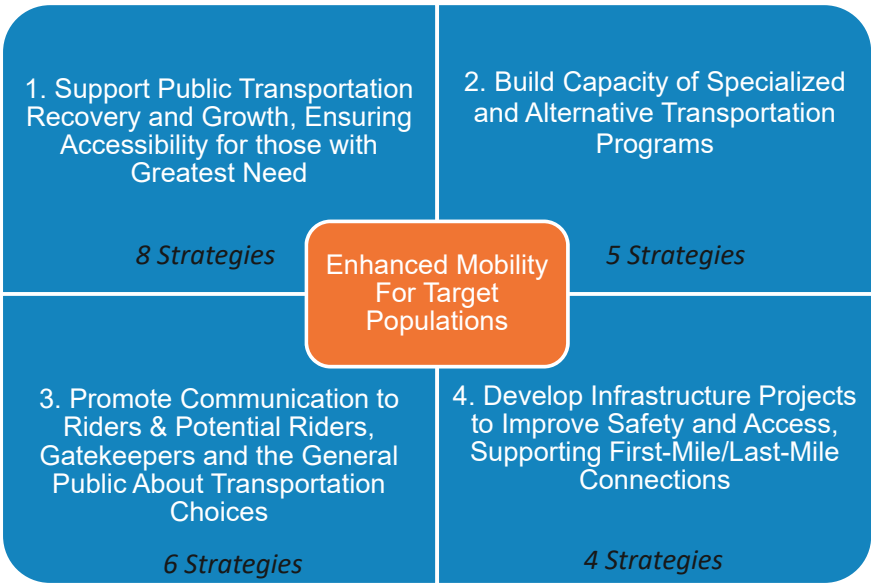 1. Support Public Transportation
Recovery and Growth, Ensuring
Accessibility for those with
Greatest Need
8 Strategies
2. Build Capacity of Specialized
and Alternative Transportation
Programs
5 Strategies
Enhanced Mobility
For Target
Populations
3. Promote Communication to
Riders & Potential Riders,
Gatekeepers and the General
Public About Transportation
Choices
6 Strategies
4. Develop Infrastructure Projects
to Improve Safety and Access,
Supporting First-Mile/Last-Mile
Connections
4 Strategies